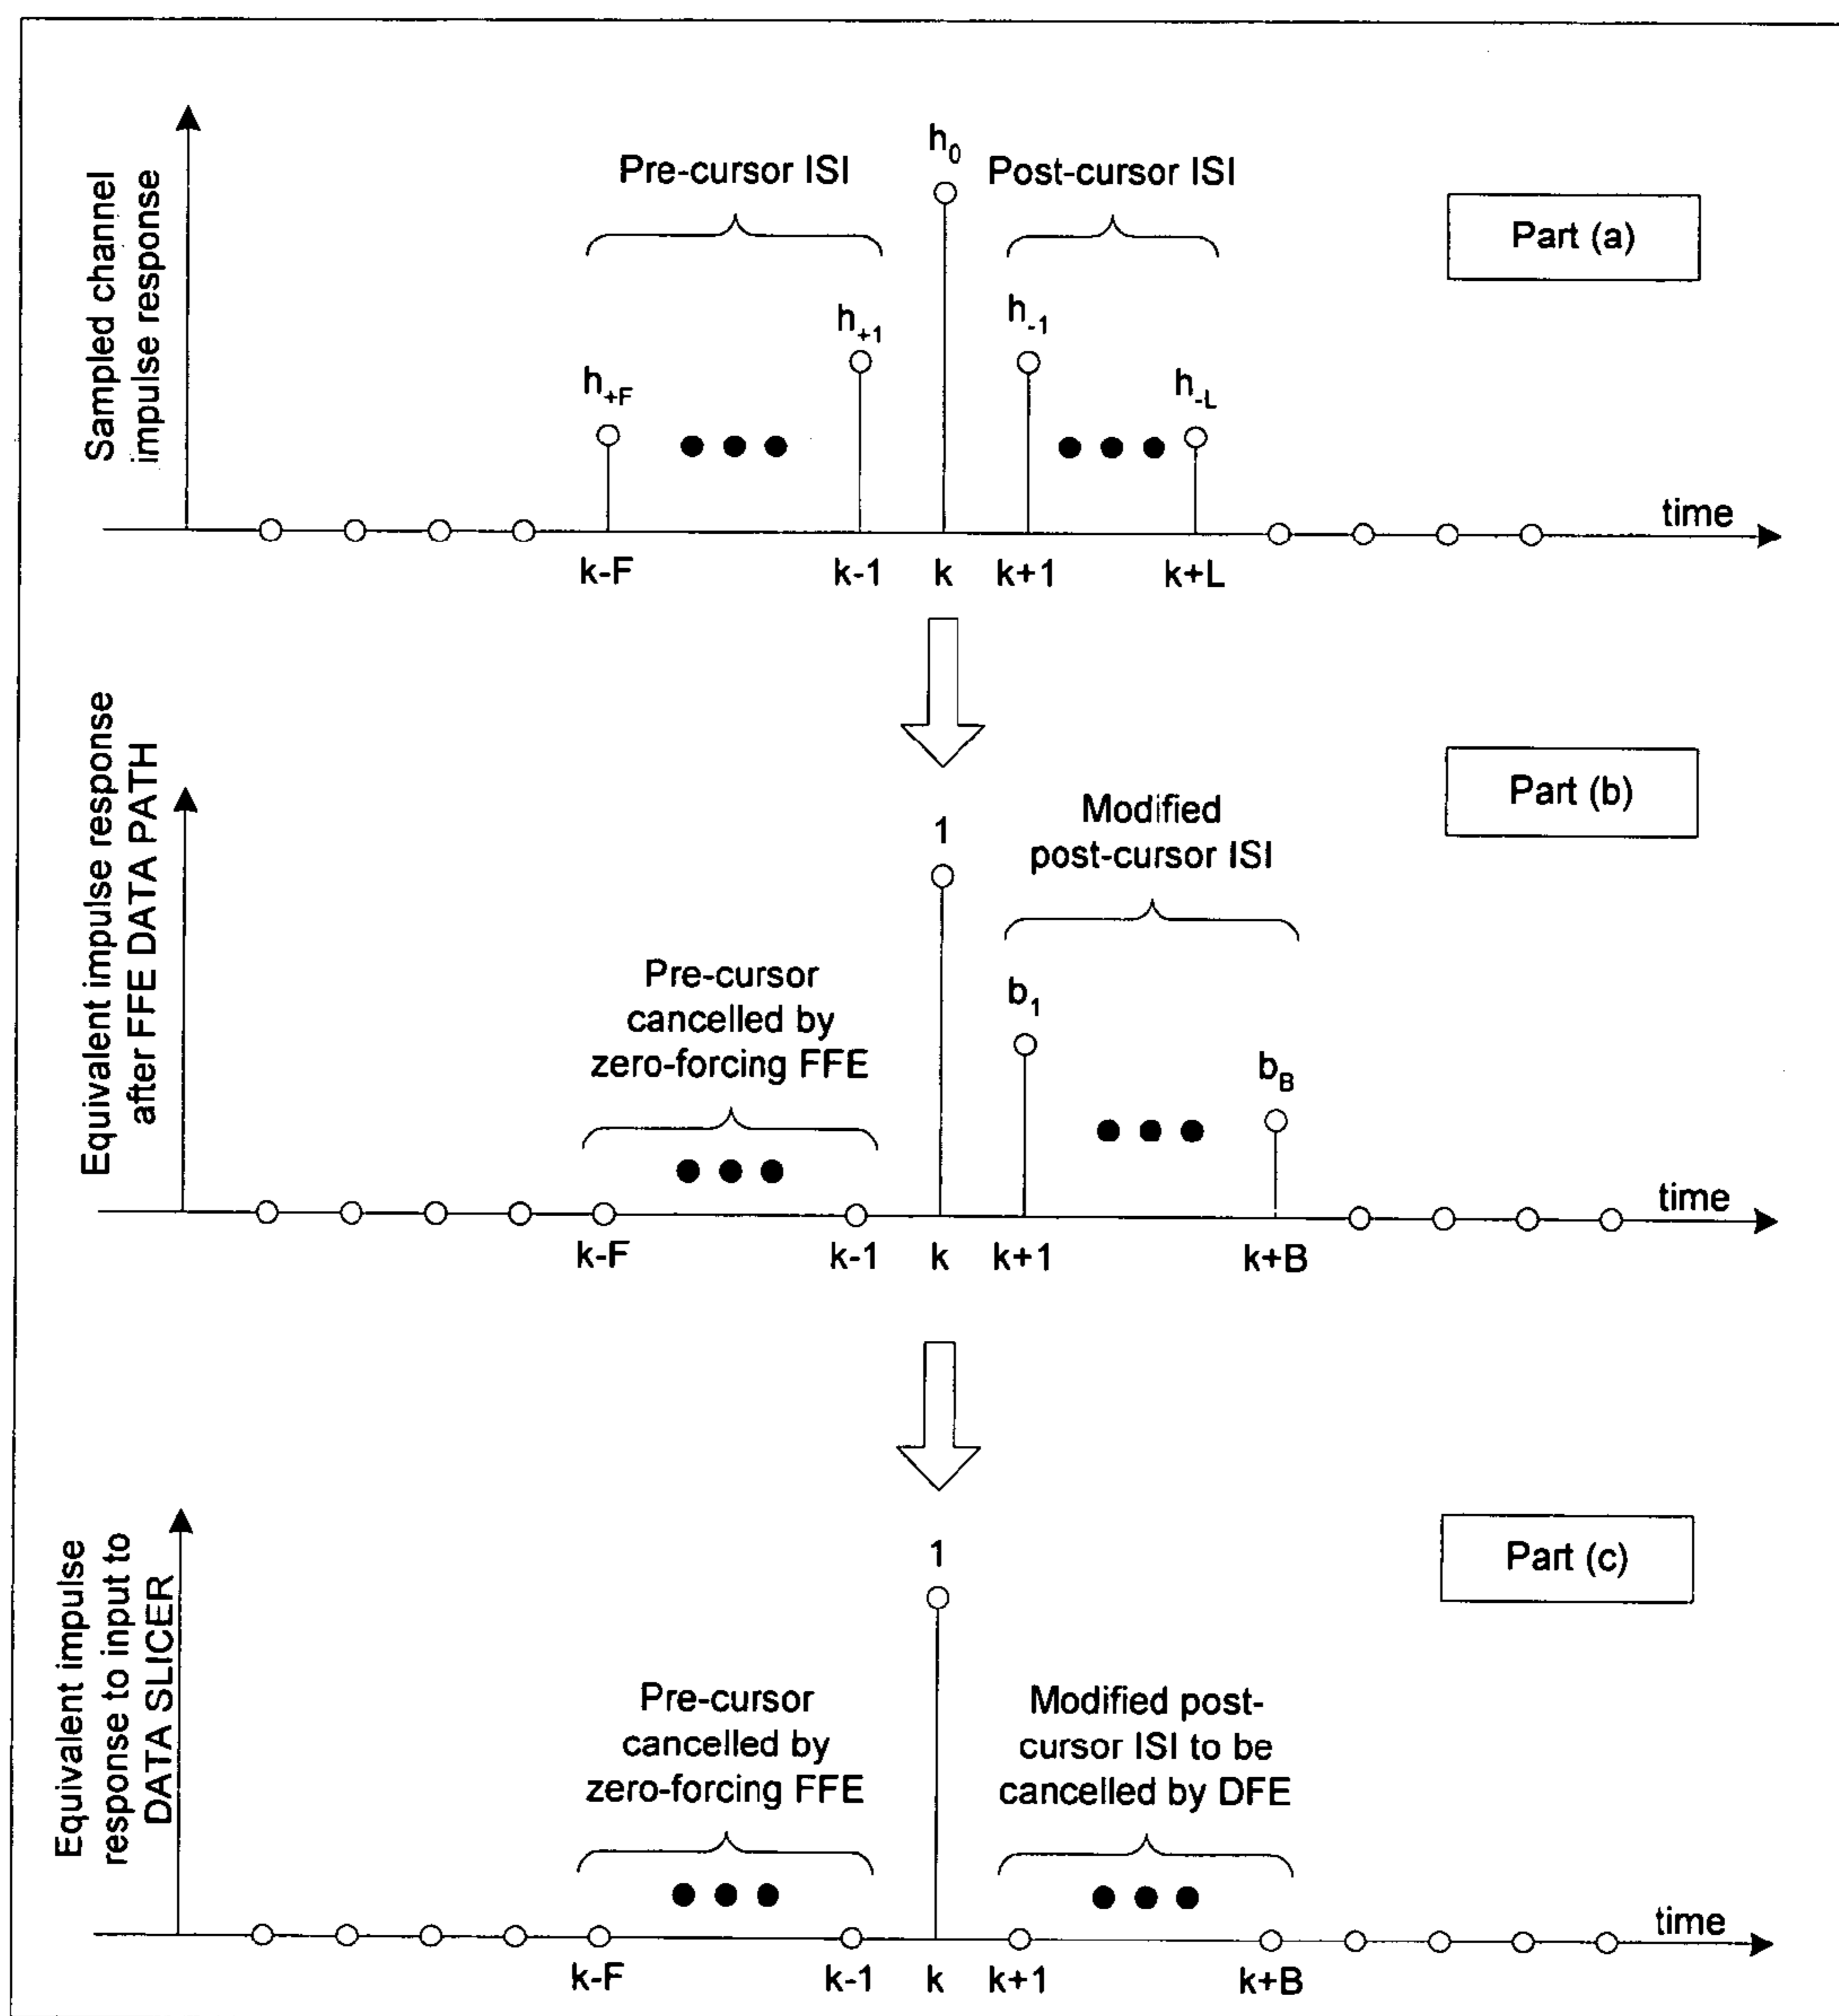 Sampled channel
impulse response
Pre-cursor ISI
h0
Post-cursor ISI
Part (a)
h+F
h+1
h-1
h-L
time
k-F
k-1
k
k+1
k+L
Equivalent impulse response
after FFE DATA PATH
Part (b)
1
Modified
post-cursor ISI
Pre-cursor
cancelled by
zero-forcing FFE
b1
bB
time
k-F
k-1
k
k+1
k+B
Equivalent impulse
response to input to
DATA SLICER
Part (c)
1
Pre-cursor
cancelled by
zero-forcing FFE
Modified post-
cursor ISI to be
cancelled by DFE
time
k-F
k-1
k
k+1
k+B